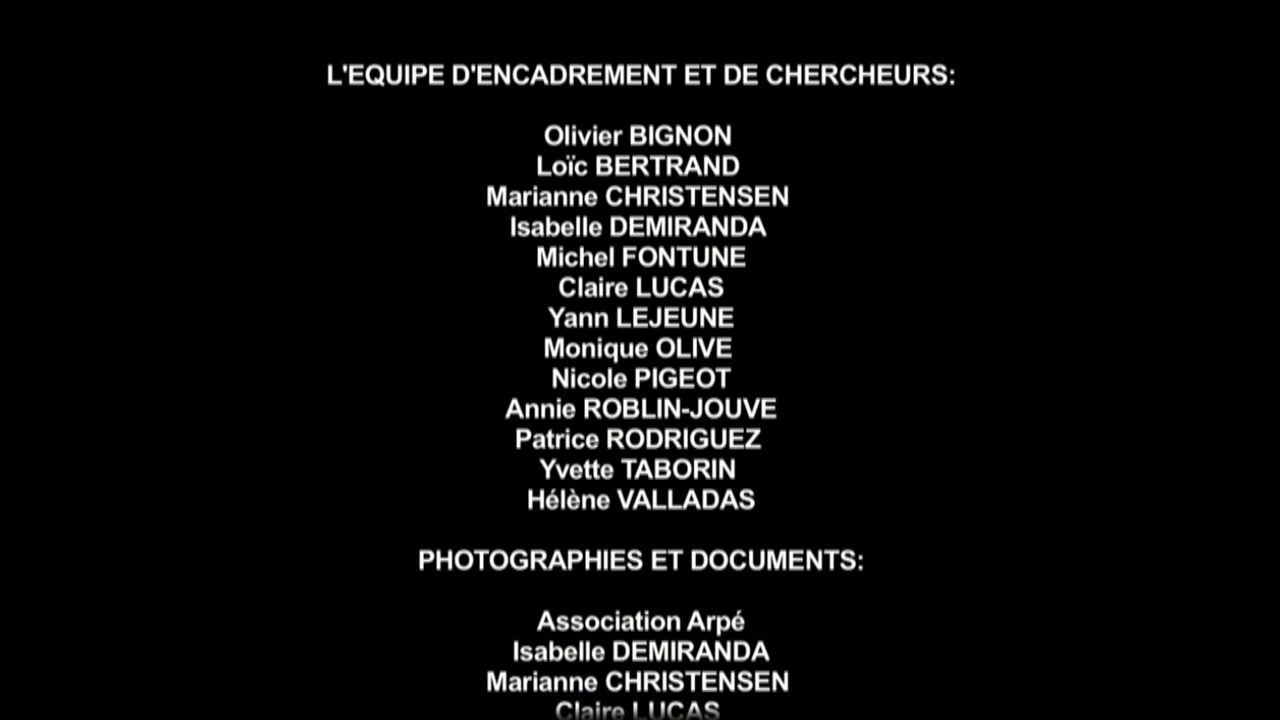 L'EQUIPE D'ENCADREMENT ET DE CHERCHEURS:
Olivier BIGNON
Loïc BERTRAND
Marianne CHRISTENSEN
Isabelle DEMIRANDA
Michel FONTUNE
Claire LUCAS
Yann LEJEUNE
Monique OLIVE
Nicole PIGEOT
Annie ROBLIN-JOUVE
Patrice RODRIGUEZ
Yvette TABORIN
Hélène VALLADAS
PHOTOGRAPHIES ET DOCUMENTS:
Association Arpé
Isabelle DEMIRANDA
Marianne CHRISTENSEN
Claire LUCAS